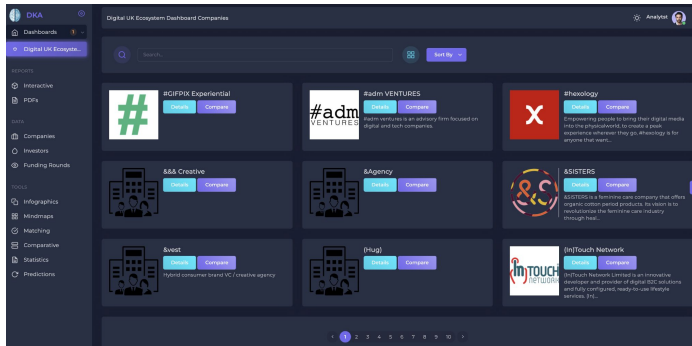 DKA
Digital UK Ecosystem Dashboard Companies
Analytst
Dashboards
1
Digital UK Ecosyste...
Search...
Sort By
REPORTS
Interactive
PDFs
DATA
Companies
Investors
Funding Rounds
TOOLS
Infographics
Mindmaps
Matching
Comparative
Statistics
Predictions
#
#GIFPIX Experiential
Details
Compare
#adm
VENTURES
#adm VENTURES
Details
Compare
#adm ventures is an advisory firm focused on
digital and tech companies.
X
#hexology
Details
Compare
Empowering people to bring their digital media
into the physicalworld, to create a peak
experience wherever they go. #hexology is for
anyone that want...
&&& Creative
Details
Compare
&Agency
Details
Compare
&SISTERS
Details
Compare
&SISTERS is a feminine care company that offers
organic cotton period products. Its vision is to
revolutionize the feminine care industry
through heal...
&vest
Details
Compare
Hybrid consumer brand VC / creative agency
(Hug)
Details
Compare
(In)TOUCH
NETWORK
(In)Touch Network
Details
Compare
(In)Touch Network Limited is an innovative
developer and provider of digital B2C solutions
and fully configured, ready-to-use lifestyle
services. (In)...
< 1 2 3 4 5 6 7 8 9 10 >